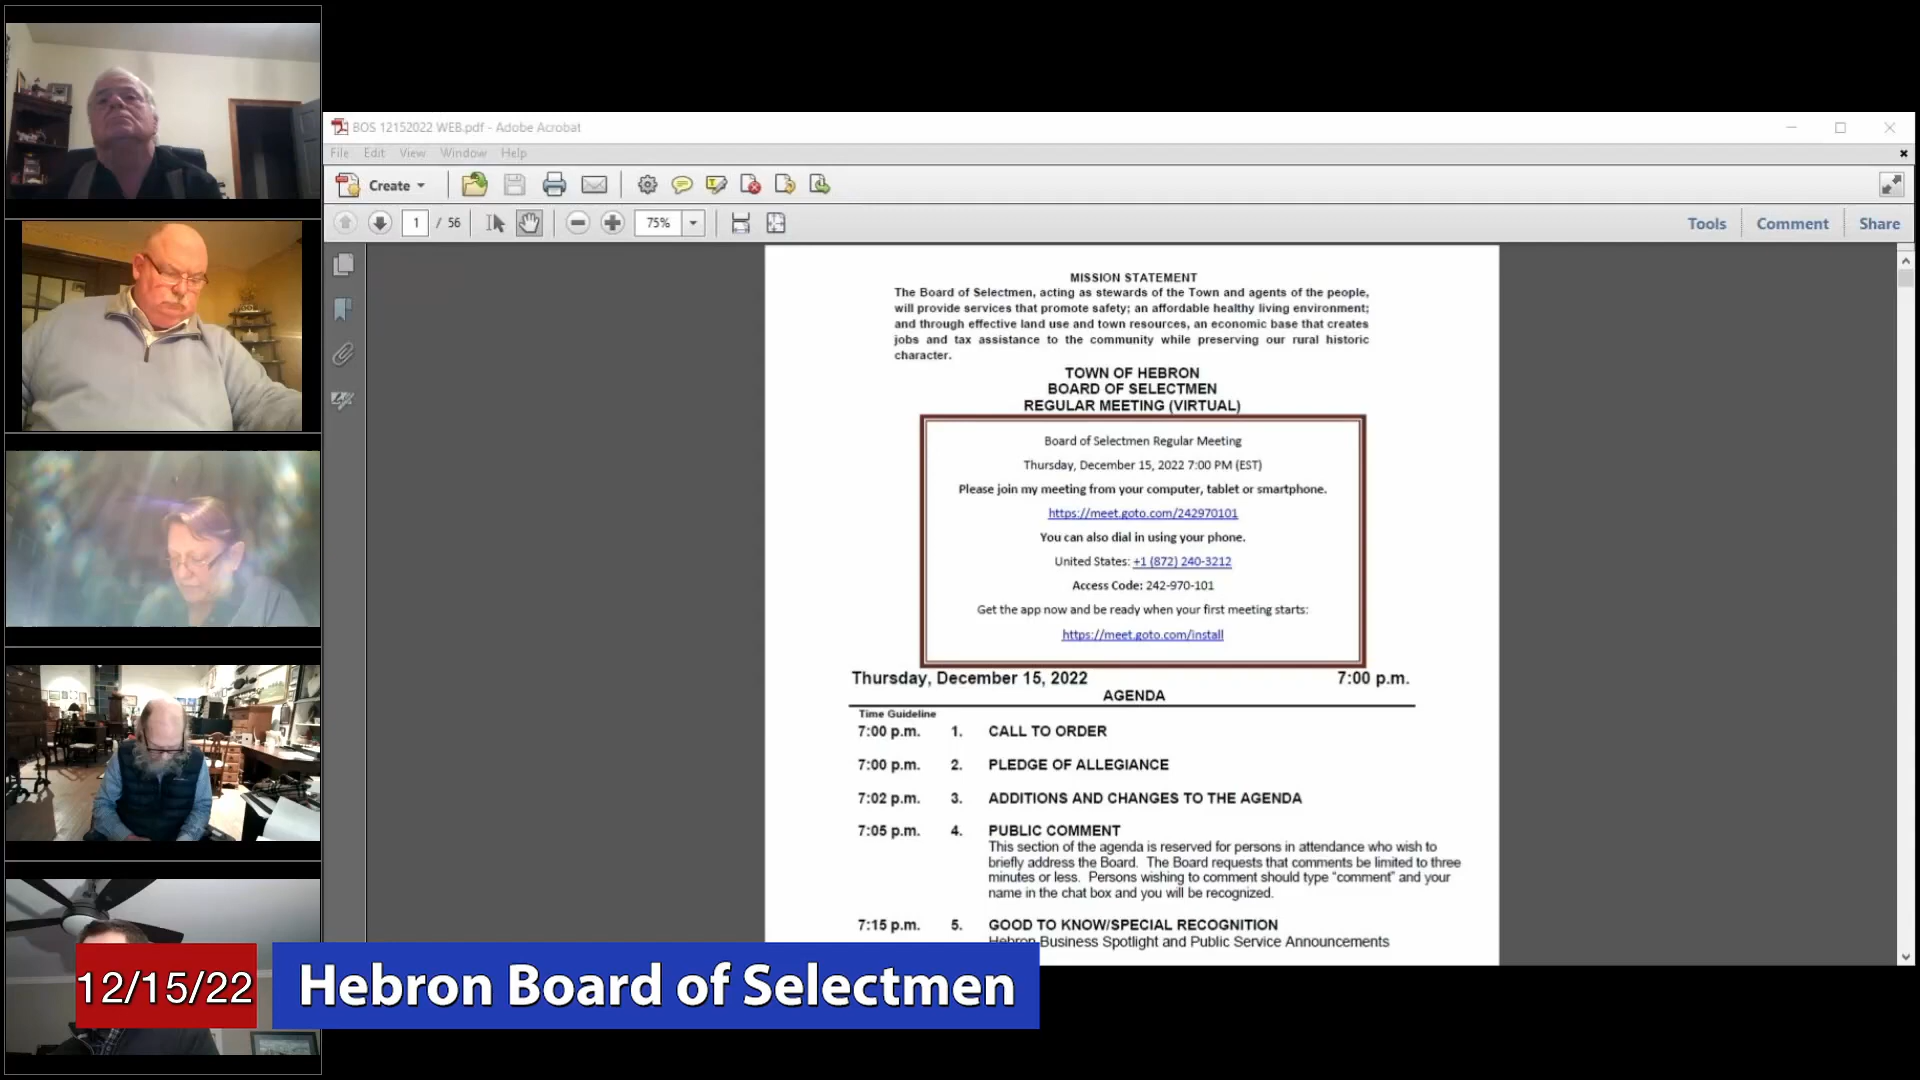 BOS 12152022 WEB.pdf - Adobe Acrobat
File Edit View Window Help
Create
1 / 56 75% Tools Comment Share
MISSION STATEMENT
The Board of Selectmen, acting as stewards of the Town and agents of the people,
will provide services that promote safety; an affordable healthy living environment;
and through effective land use and town resources, an economic base that creates
jobs and tax assistance to the community while preserving our rural historic
character.
TOWN OF HEBRON
BOARD OF SELECTMEN
REGULAR MEETING (VIRTUAL)
Board of Selectmen Regular Meeting
Thursday, December 15, 2022 7:00 PM (EST)
Please join my meeting from your computer, tablet or smartphone.
https://meet.goto.com/242970101
You can also dial in using your phone.
United States: +1 (872) 240-3212
Access Code: 242-970-101
Get the app now and be ready when your first meeting starts:
https://meet.goto.com/install
Thursday, December 15, 2022 7:00 p.m.
AGENDA
Time Guideline
7:00 p.m. 1. CALL TO ORDER
7:00 p.m. 2. PLEDGE OF ALLEGIANCE
7:02 p.m. 3. ADDITIONS AND CHANGES TO THE AGENDA
7:05 p.m. 4. PUBLIC COMMENT
This section of the agenda is reserved for persons in attendance who wish to
briefly address the Board. The Board requests that comments be limited to three
minutes or less. Persons wishing to comment should type “comment” and your
name in the chat box and you will be recognized.
7:15 p.m. 5. GOOD TO KNOW/SPECIAL RECOGNITION
Hebron Business Spotlight and Public Service Announcements
12/15/22 Hebron Board of Selectmen